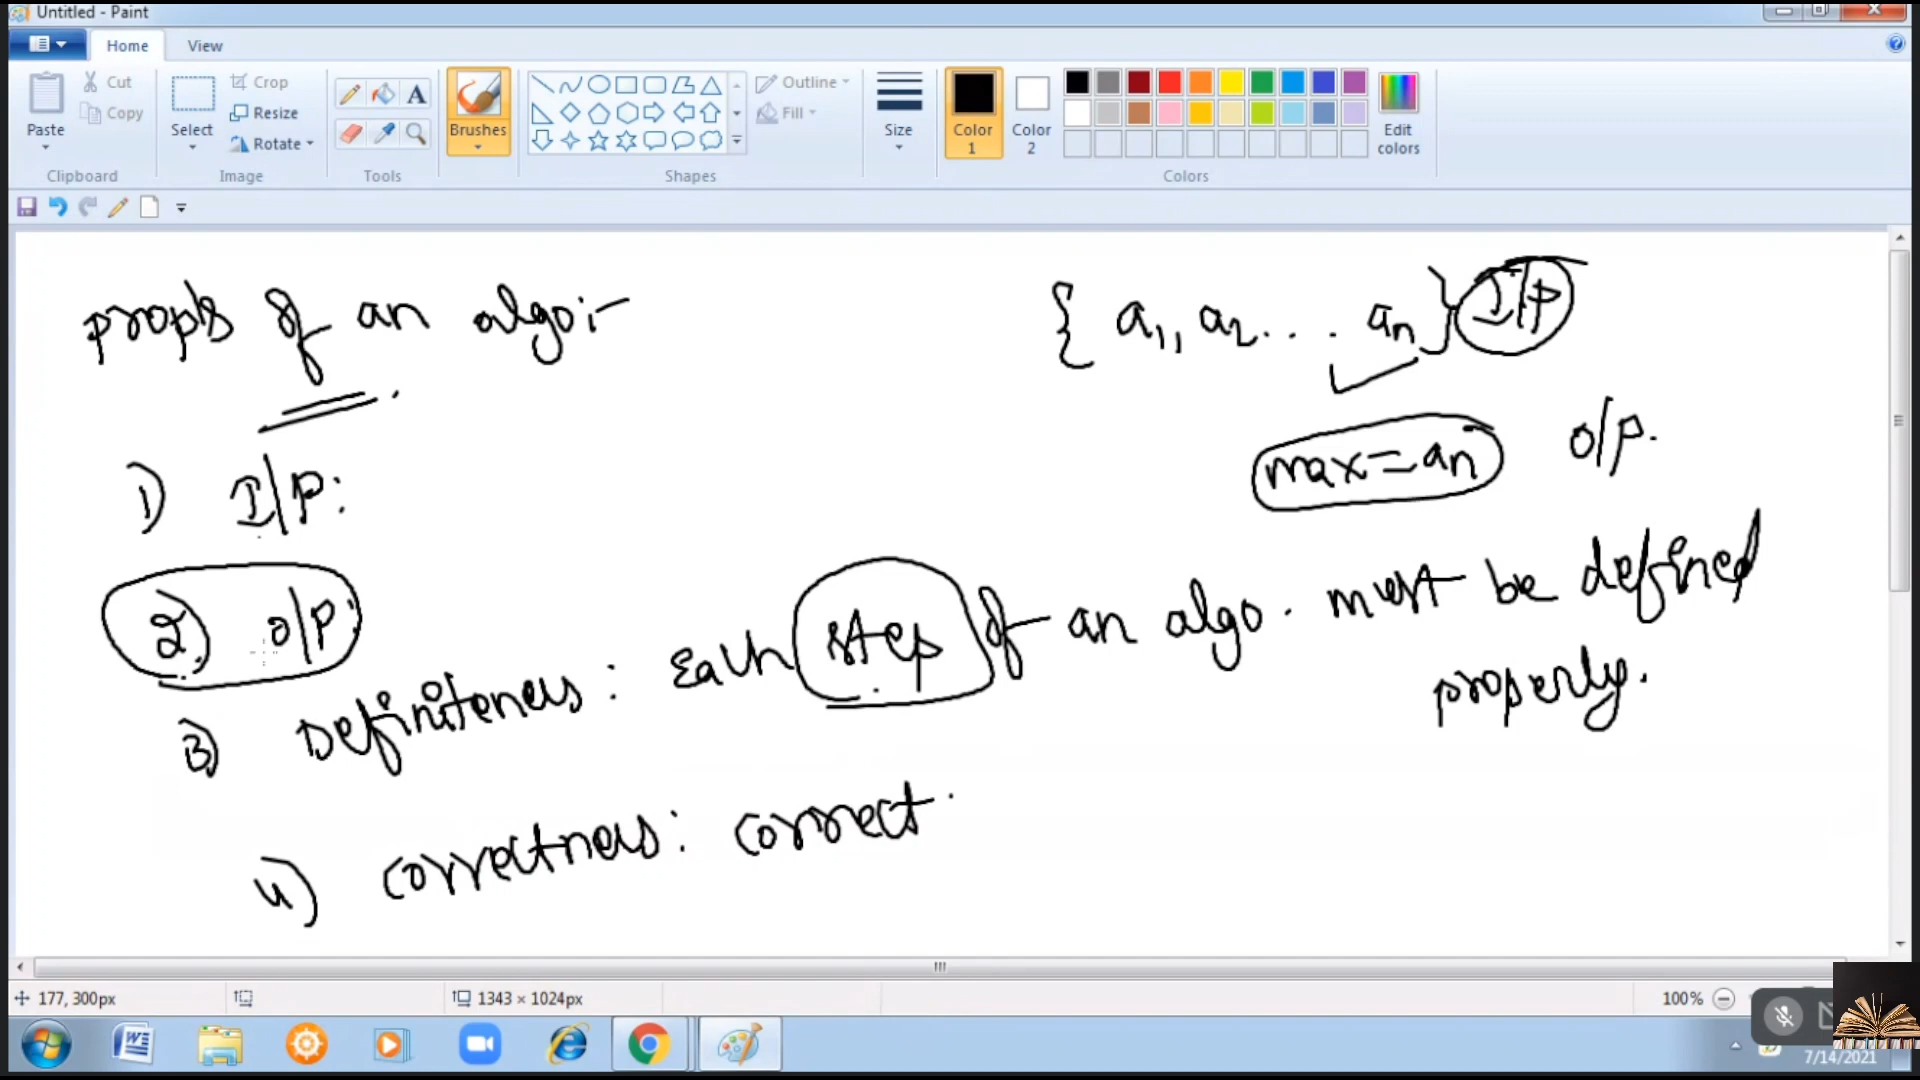 Untitled - Paint
Home View
Cut
Copy
Paste
Clipboard
Crop
Resize
Rotate
Select
Image
Tools
Brushes
Outline
Fill
Shapes
Size
Color 1
Color 2
Edit colors
Colors
prop's of an algo:-
{ a1, a2 . . . . an } I/P
max = an O/P.
1) I/P:
2) O/P:
3) Definiteness: Each step of an algo. must be defined
properly.
4) correctness: correct.
177, 300px
1343 × 1024px
100%
7/14/2021